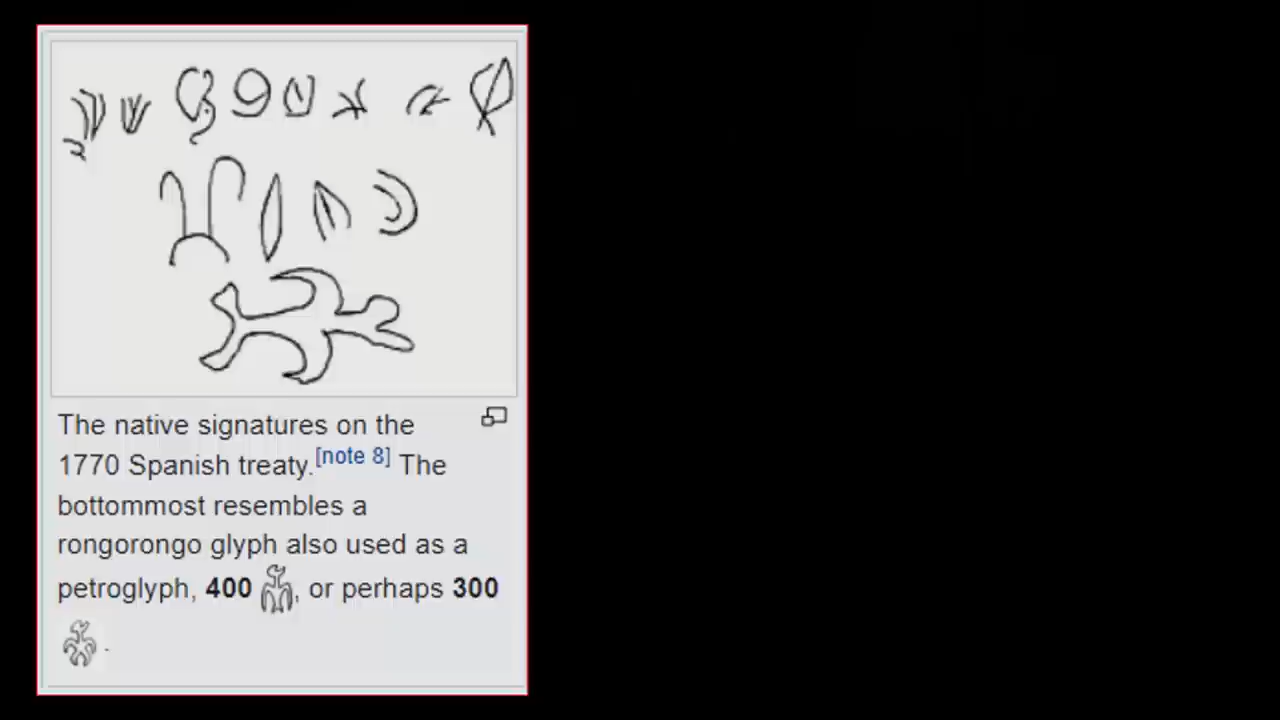 The native signatures on the
1770 Spanish treaty.[note 8] The
bottommost resembles a
rongorongo glyph also used as a
petroglyph, 400 , or perhaps 300
.